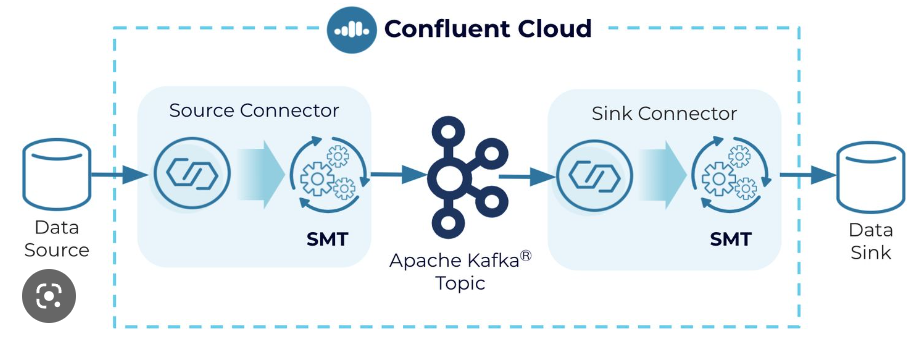 Confluent Cloud
Source Connector
Sink Connector
Data
Source
SMT
Apache Kafka®
Topic
SMT
Data
Sink